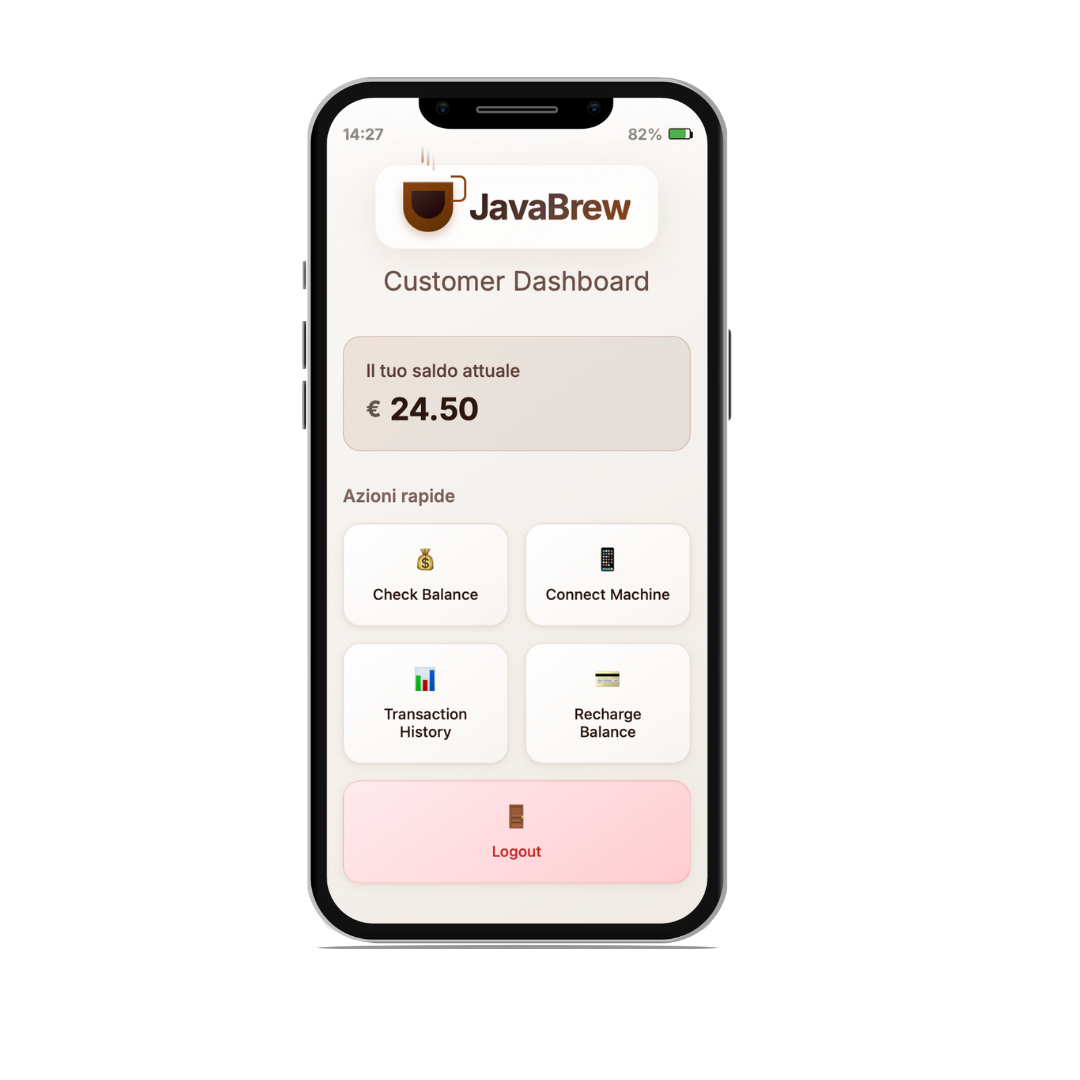 14:27 82%
JavaBrew
Customer Dashboard
Il tuo saldo attuale
€ 24.50
Azioni rapide
Check Balance
Connect Machine
Transaction
History
Recharge
Balance
Logout